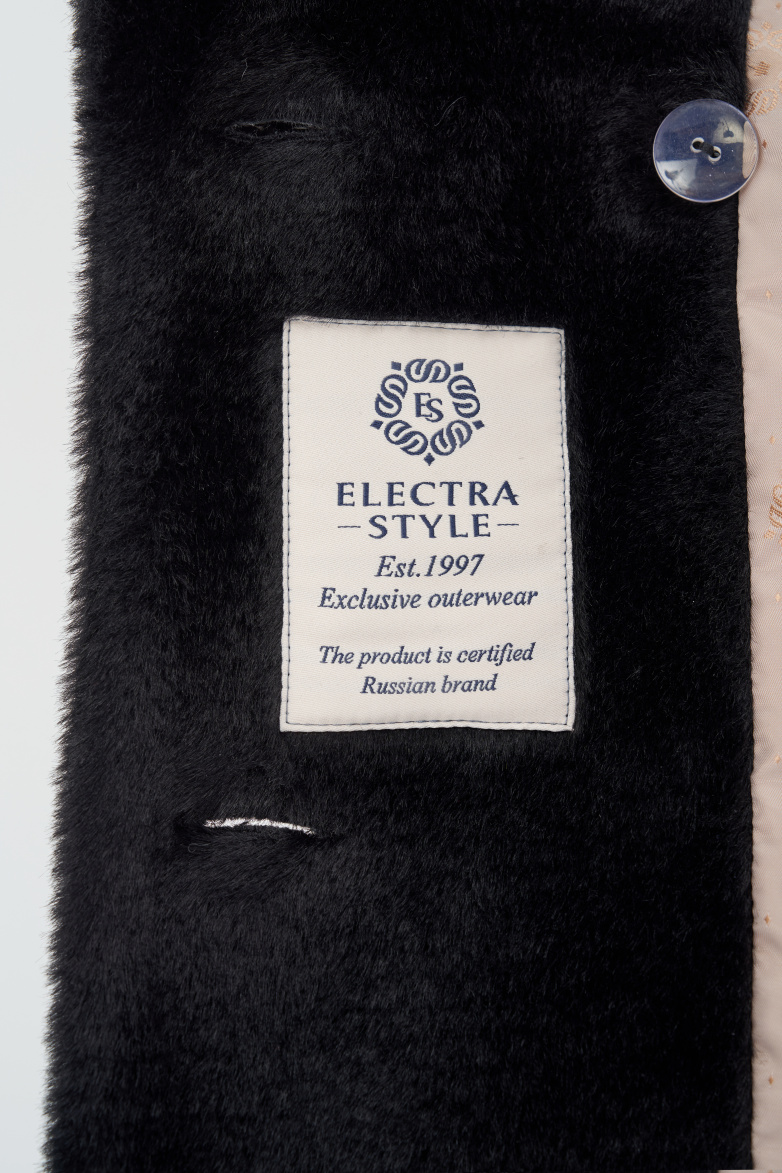 ES
ELECTRA
–STYLE–
Est.1997
Exclusive outerwear
The product is certified
Russian brand